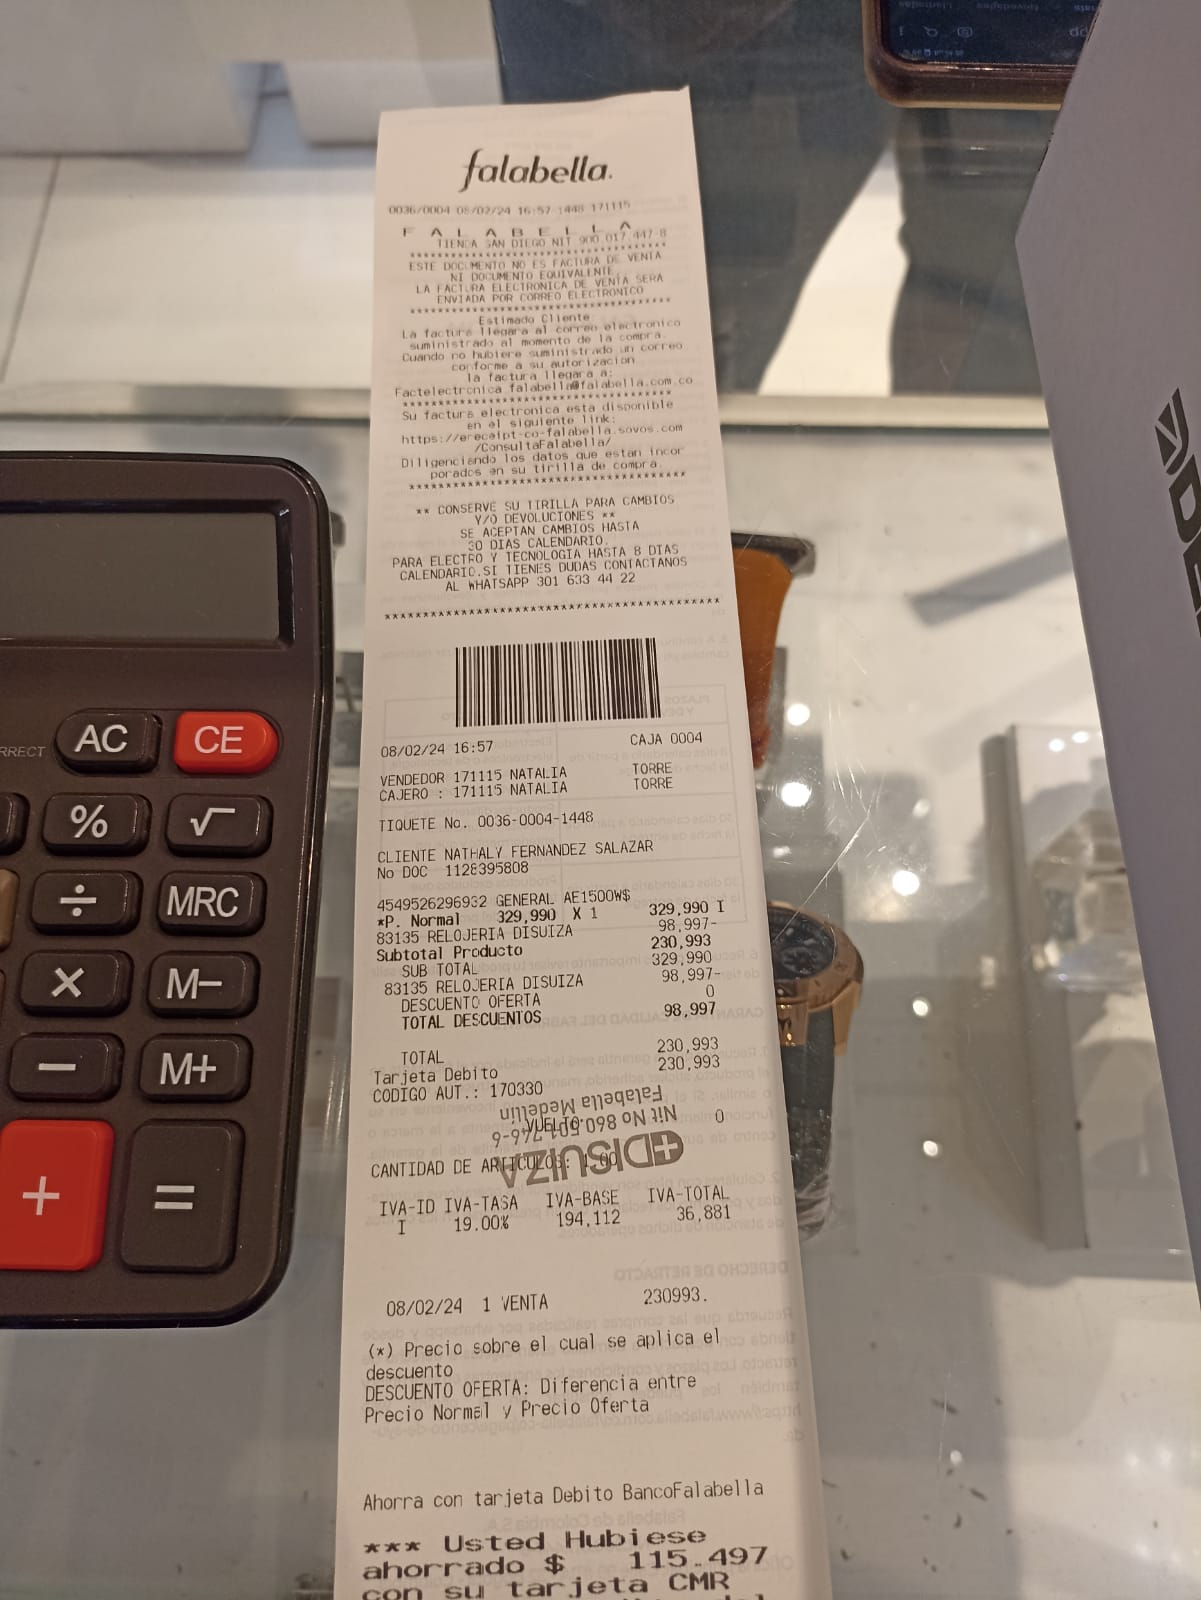 falabella.
0036/0004 08/02/24 16:57 1448 171115
F A L A B E L L A
TIENDA SAN DIEGO NIT 900.017.447-8
****************************************
ESTE DOCUMENTO NO ES FACTURA DE VENTA
NI DOCUMENTO EQUIVALENTE
LA FACTURA ELECTRONICA DE VENTA SERA
ENVIADA POR CORREO ELECTRONICO
****************************************
Estimado Cliente
La factura llegara al correo electronico
suministrado al momento de la compra.
Cuando no hubiere suministrado un correo
conforme a su autorizacion
la factura llegara a:
Factelectronica_falabella@falabella.com.co
****************************************
Su factura electronica esta disponible
en el siguiente link:
https://ereceipt-co-falabella.sovos.com
/ConsultaFalabella/
Diligenciando los datos que estan incor
porados en su tirilla de compra.
****************************************
** CONSERVE SU TIRILLA PARA CAMBIOS
Y/O DEVOLUCIONES **
SE ACEPTAN CAMBIOS HASTA
30 DIAS CALENDARIO.
PARA ELECTRO Y TECNOLOGIA HASTA 8 DIAS
CALENDARIO.SI TIENES DUDAS CONTACTANOS
AL WHATSAPP 301 633 44 22
****************************************
08/02/24 16:57 CAJA 0004
VENDEDOR 171115 NATALIA TORRE
CAJERO : 171115 NATALIA TORRE
TIQUETE No. 0036-0004-1448
CLIENTE NATHALY FERNANDEZ SALAZAR
No DOC 1128395808
4549526296932 GENERAL AE1500W$
*P. Normal 329,990 X 1 329,990 I
83135 RELOJERIA DISUIZA 98,997-
Subtotal Producto 230,993
SUB TOTAL 329,990
83135 RELOJERIA DISUIZA 98,997-
DESCUENTO OFERTA 0
TOTAL DESCUENTOS 98,997
TOTAL 230,993
Tarjeta Debito 230,993
CODIGO AUT.: 170330
VUELTO 0
CANTIDAD DE ARTICULOS: 1.00
DISUIZA
Nit No 860.501.746-6
Falabella Medellín
IVA-ID IVA-TASA IVA-BASE IVA-TOTAL
I 19.00% 194,112 36,881
08/02/24 1 VENTA 230993.
(*) Precio sobre el cual se aplica el
descuento
DESCUENTO OFERTA: Diferencia entre
Precio Normal y Precio Oferta
Ahorra con tarjeta Debito BancoFalabella
*** Usted Hubiese
ahorrado $ 115.497
con su tarjeta CMR
AC CE
% √
÷ MRC
× M−
− M+
+ =